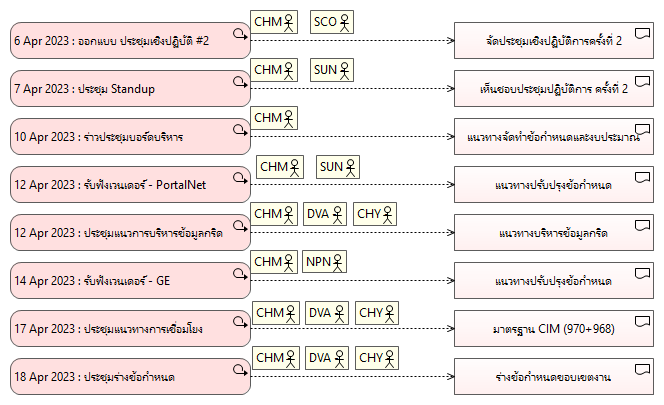 CHM SCO
6 Apr 2023 : ออกแบบ ประชุมเชิงปฏิบัติ #2 จัดประชุมเชิงปฏิบัติการครั้งที่ 2
CHM SUN
7 Apr 2023 : ประชุม Standup เห็นชอบประชุมปฏิบัติการ ครั้งที่ 2
CHM
10 Apr 2023 : ร่าวประชุมบอร์ดบริหาร แนวทางจัดทำข้อกำหนดและงบประมาณ
CHM SUN
12 Apr 2023 : รับฟังเวนเดอร์ - PortalNet แนวทางปรับปรุงข้อกำหนด
CHM DVA CHY
12 Apr 2023 : ประชุมแนวการบริหารข้อมูลกริด แนวทางบริหารข้อมูลกริด
CHM NPN
14 Apr 2023 : รับฟังเวนเดอร์ - GE แนวทางปรับปรุงข้อกำหนด
CHM DVA CHY
17 Apr 2023 : ประชุมแนวทางการเชื่อมโยง มาตรฐาน CIM (970+968)
CHM DVA CHY
18 Apr 2023 : ประชุมร่างข้อกำหนด ร่างข้อกำหนดขอบเขตงาน